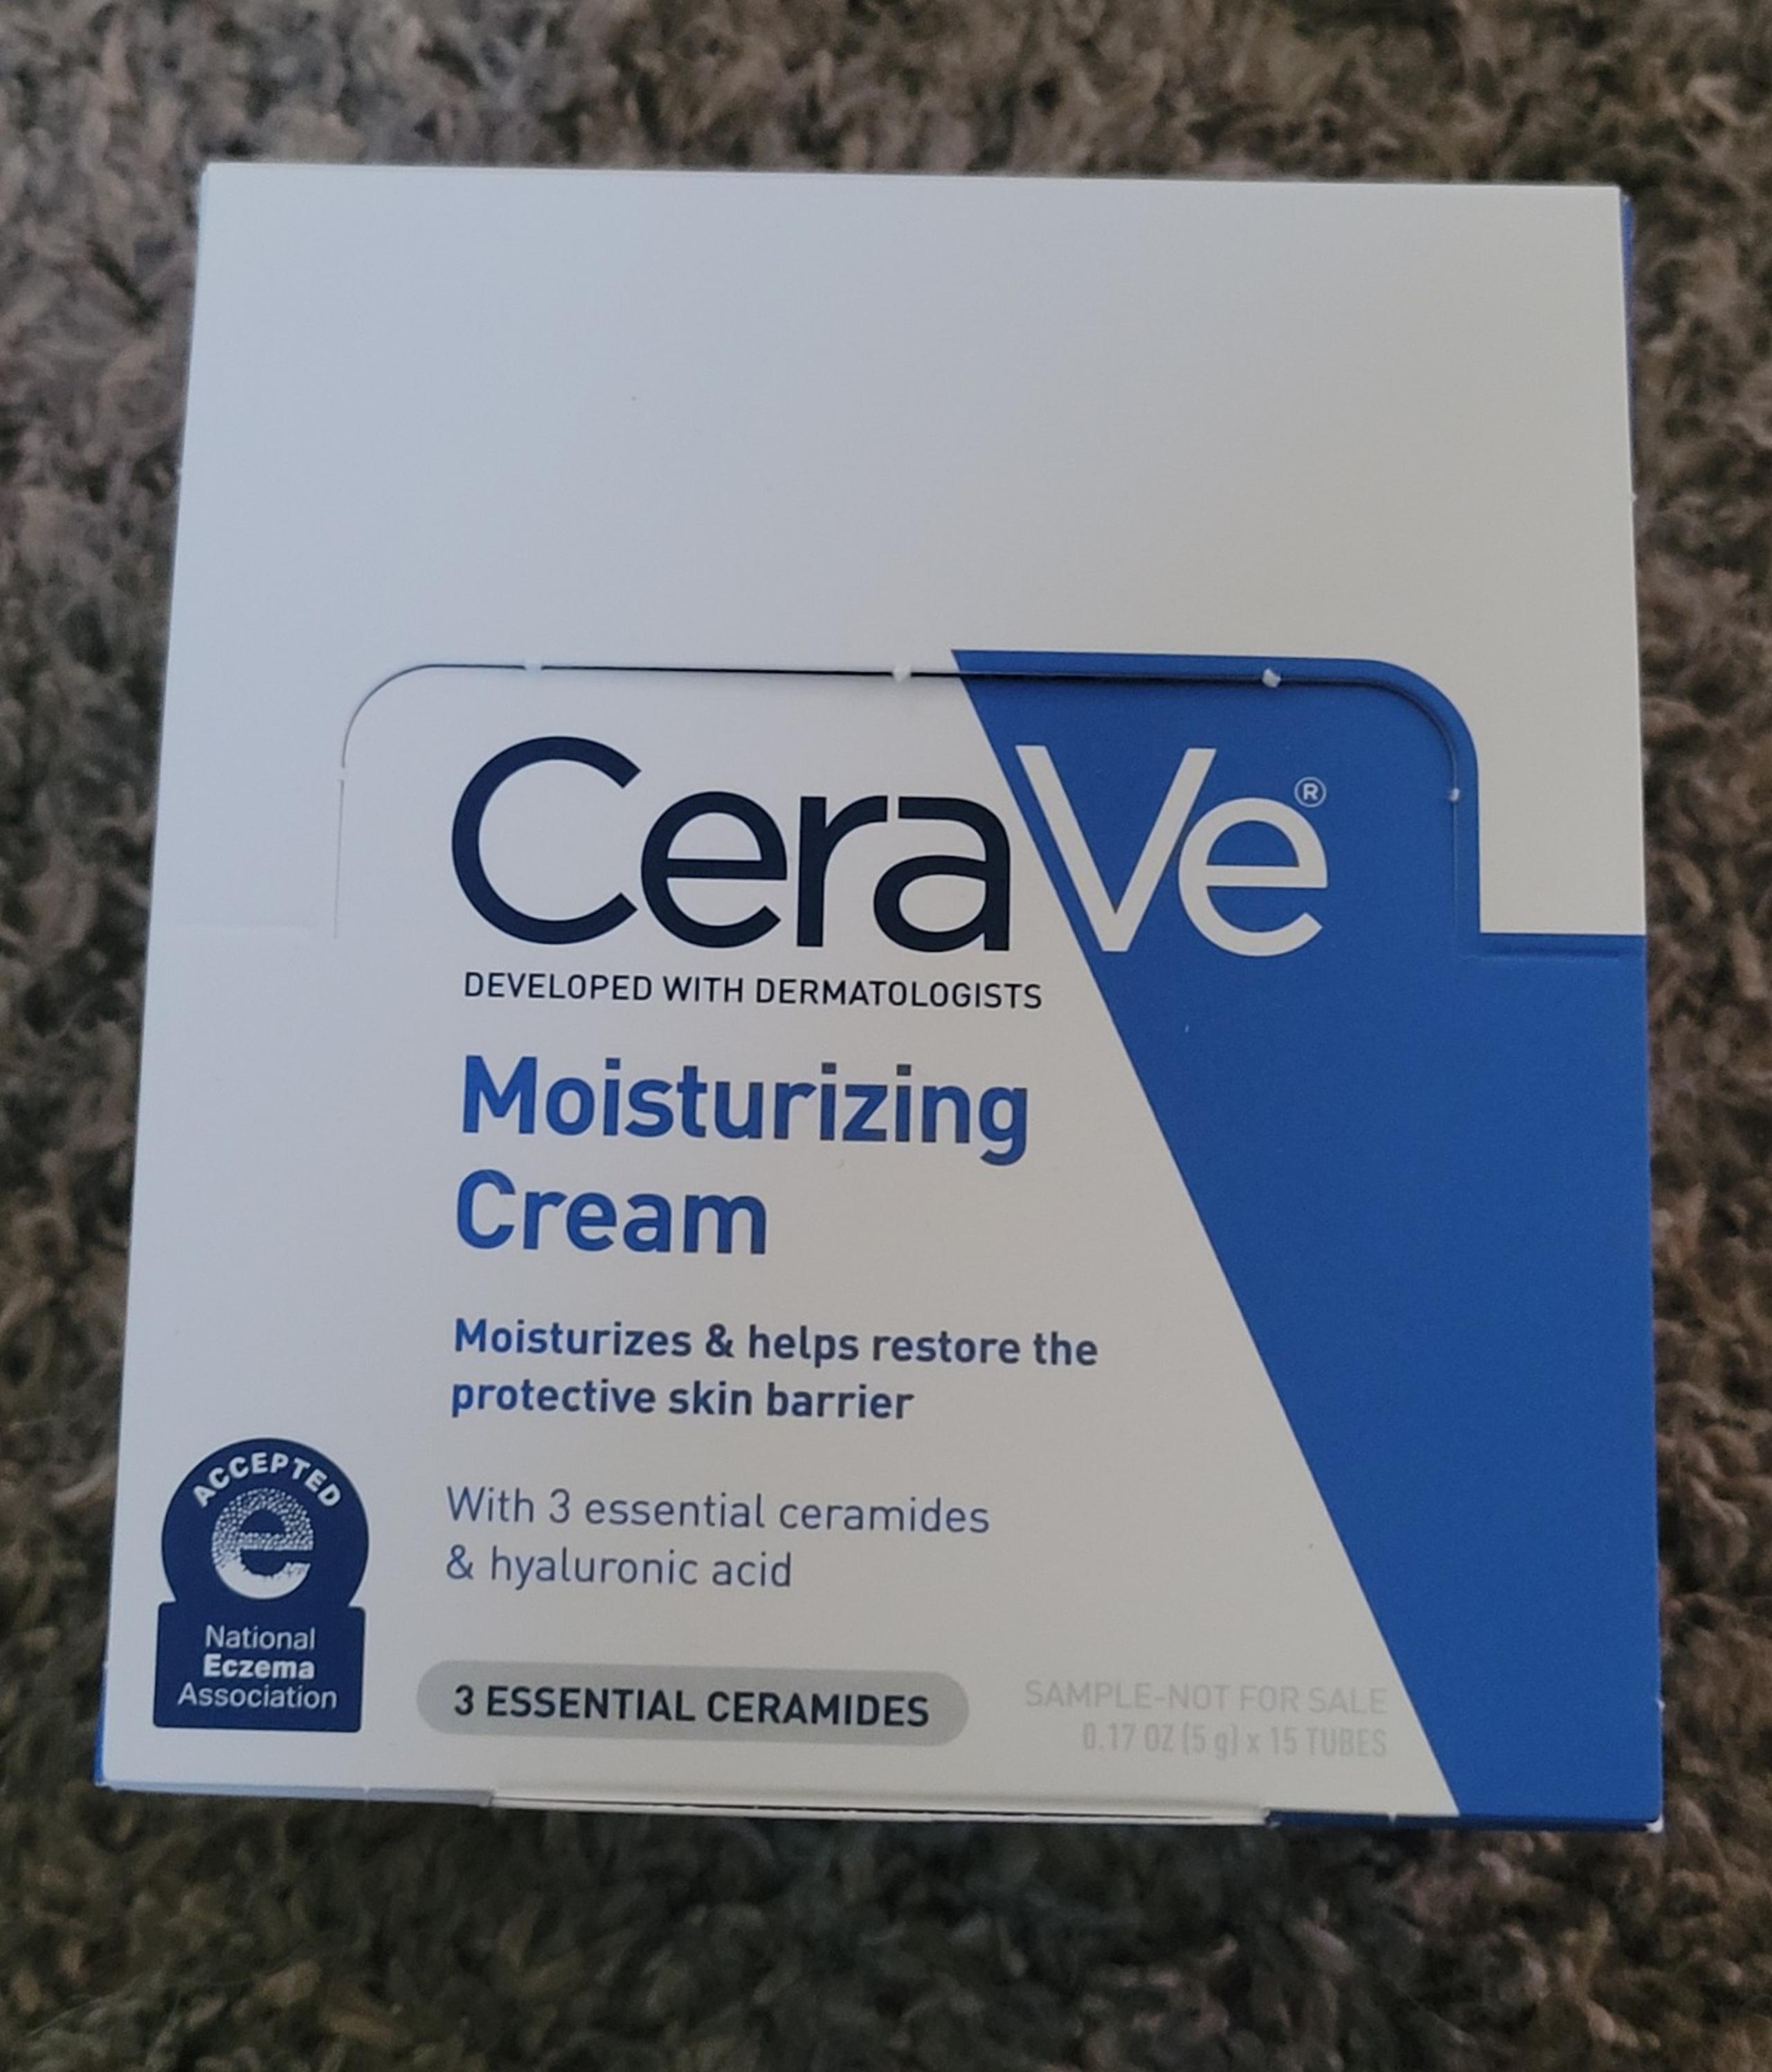 CeraVe®
DEVELOPED WITH DERMATOLOGISTS
Moisturizing
Cream
Moisturizes & helps restore the
protective skin barrier
With 3 essential ceramides
& hyaluronic acid
3 ESSENTIAL CERAMIDES
SAMPLE-NOT FOR SALE
0.17 OZ (5 g) x 15 TUBES
ACCEPTED
e
National
Eczema
Association